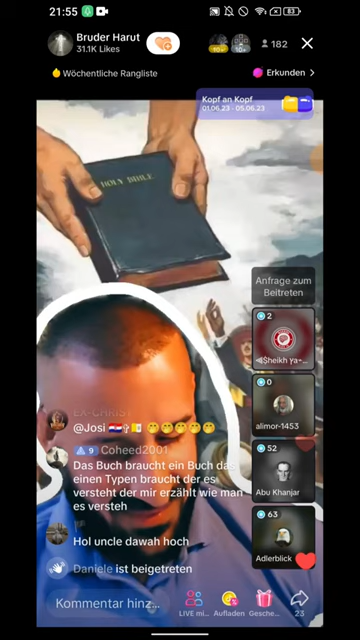 21:55
83
Bruder Harut
31.1K Likes
10+
10+
182
Wöchentliche Rangliste
Erkunden
Kopf an Kopf
01.06.23 - 05.06.23
HOLY BIBLE
Anfrage zum
Beitreten
2
0
alimor-1453
52
Abu Khanjar
63
Adlerblick
EX-CHRIST
@Josi 🇭🇷✝️🇻🇦 🤫🤫🤫🤫🤫
9 Coheed2001
Das Buch braucht ein Buch das
einen Typen braucht der es
versteht der mir erzählt wie man
es versteh
Hol uncle dawah hoch
Daniele ist beigetreten
Kommentar hinz...
LIVE mi...
Aufladen
Gesche...
23